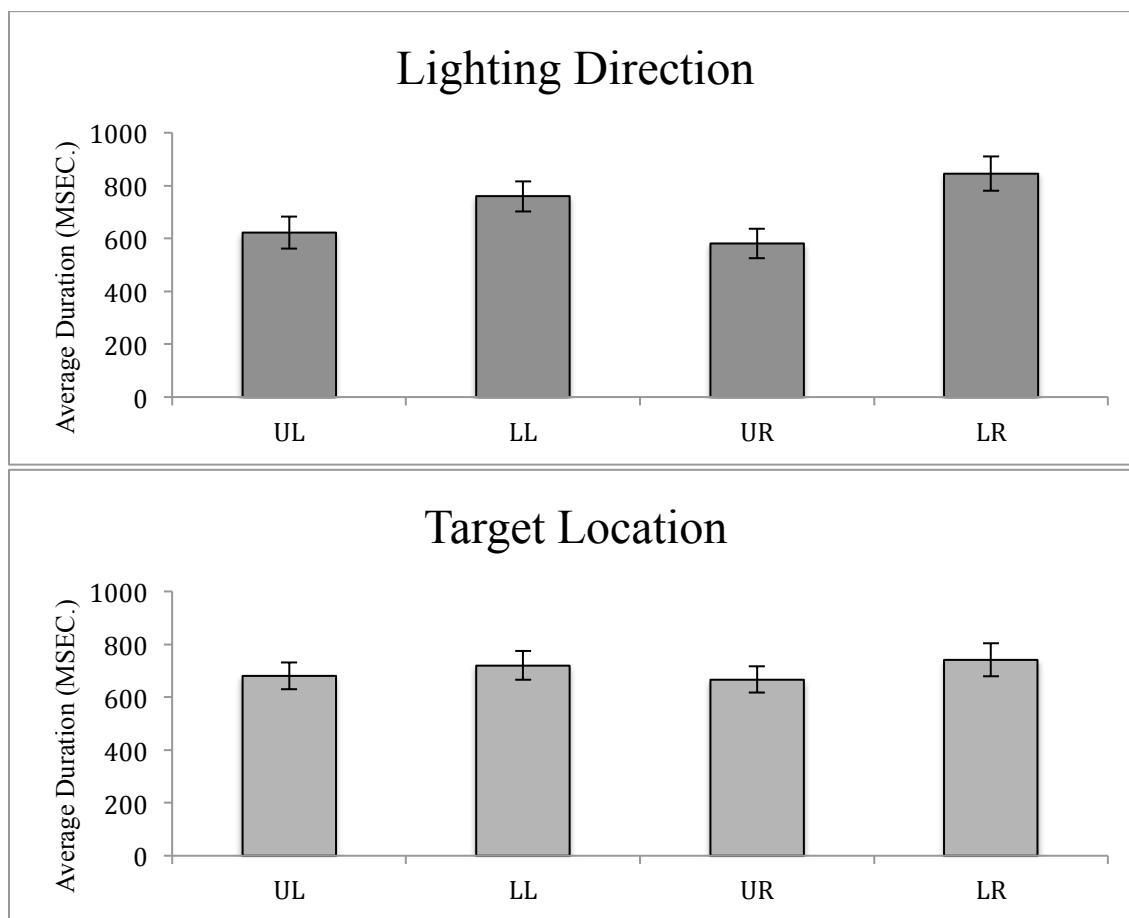 Lighting Direction
Average Duration (MSEC.)
1000
800
600
400
200
0
UL LL UR LR
Target Location
Average Duration (MSEC.)
1000
800
600
400
200
0
UL LL UR LR